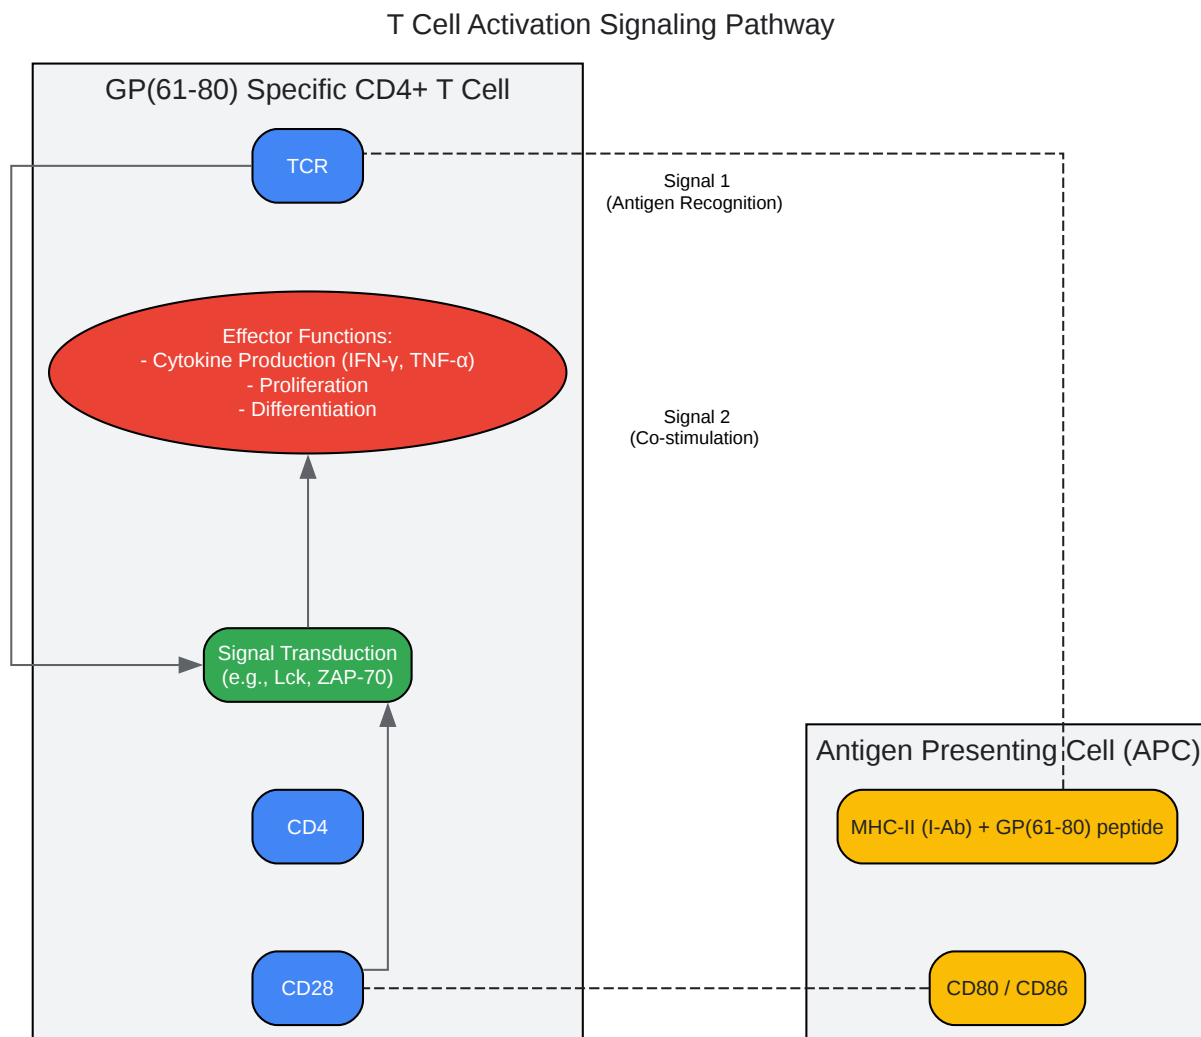 T Cell Activation Signaling Pathway
GP(61-80) Specific CD4+ T Cell
TCR
Signal 1
(Antigen Recognition)
Effector Functions:
- Cytokine Production (IFN-γ, TNF-α)
- Proliferation
- Differentiation
Signal 2
(Co-stimulation)
Signal Transduction
(e.g., Lck, ZAP-70)
Antigen Presenting Cell (APC)
CD4
MHC-II (I-Ab) + GP(61-80) peptide
CD28
CD80 / CD86